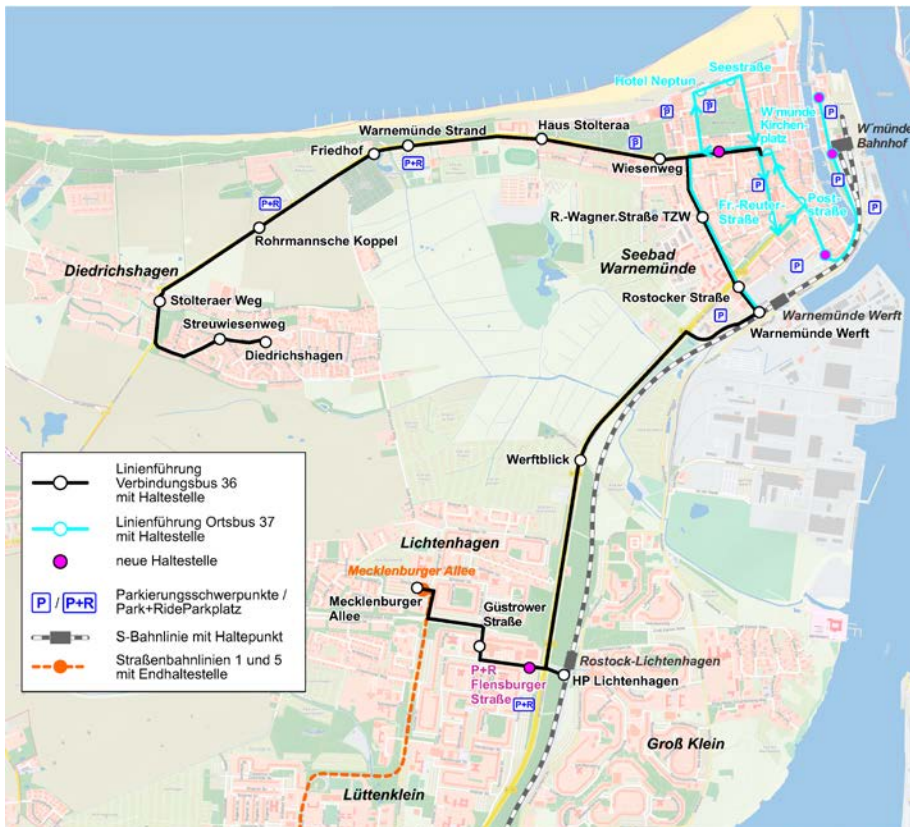 Hotel Neptun
Seestraße
P
P
P
W´münde
Kirchen-
platz
P
W´münde
Bahnhof
Haus Stolteraa
Warnemünde Strand
Friedhof
P+R
P
Wiesenweg
P
P
P
Fr.-Reuter-
Straße
Post-
straße
P+R
R.-Wagner.Straße TZW
Rohrmannsche Koppel
Seebad
Warnemünde
P
Diedrichshagen
Stolteraer Weg
Rostocker Straße
P
Warnemünde Werft
Streuwiesenweg
Diedrichshagen
Warnemünde Werft
Werftblick
Linienführung
Verbindungsbus 36
mit Haltestelle
Linienführung Ortsbus 37
mit Haltestelle
neue Haltestelle
P / P+R
Parkierungsschwerpunkte /
Park+RideParkplatz
S-Bahnlinie mit Haltepunkt
Straßenbahnlinien 1 und 5
mit Endhaltestelle
Lichtenhagen
Mecklenburger Allee
Mecklenburger
Allee
Güstrower
Straße
P+R
Flensburger
Straße
P+R
Rostock-Lichtenhagen
HP Lichtenhagen
Groß Klein
Lüttenklein